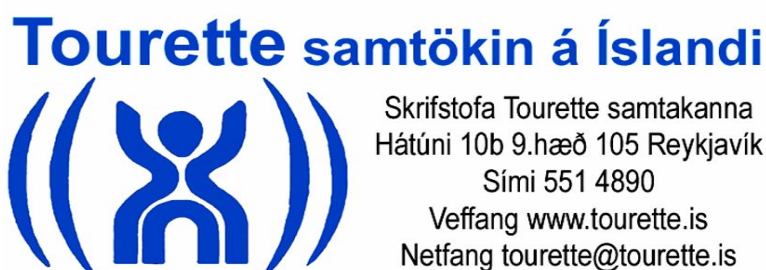 Tourette samtökin á Íslandi
Skrifstofa Tourette samtakanna
Hátúni 10b 9.hæð 105 Reykjavík
Sími 551 4890
Veffang www.tourette.is
Netfang tourette@tourette.is